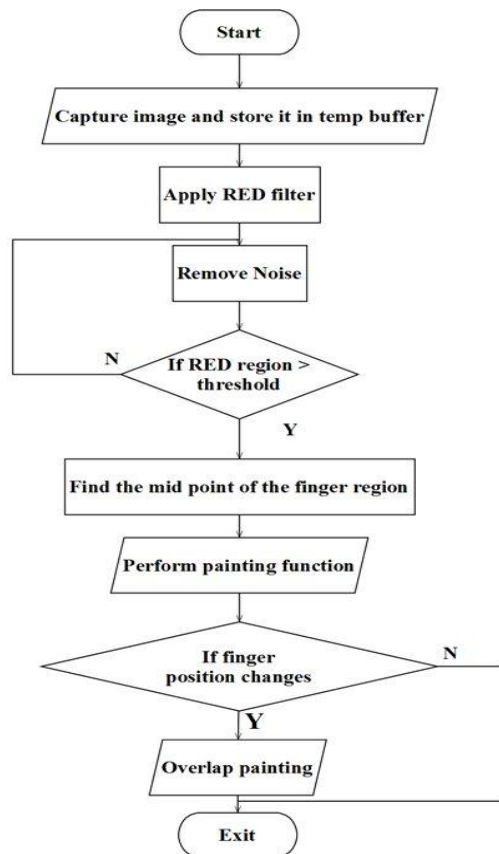 Start
Capture image and store it in temp buffer
Apply RED filter
Remove Noise
N
If RED region >
threshold
Y
Find the mid point of the finger region
Perform painting function
If finger
position changes
N
Y
Overlap painting
Exit